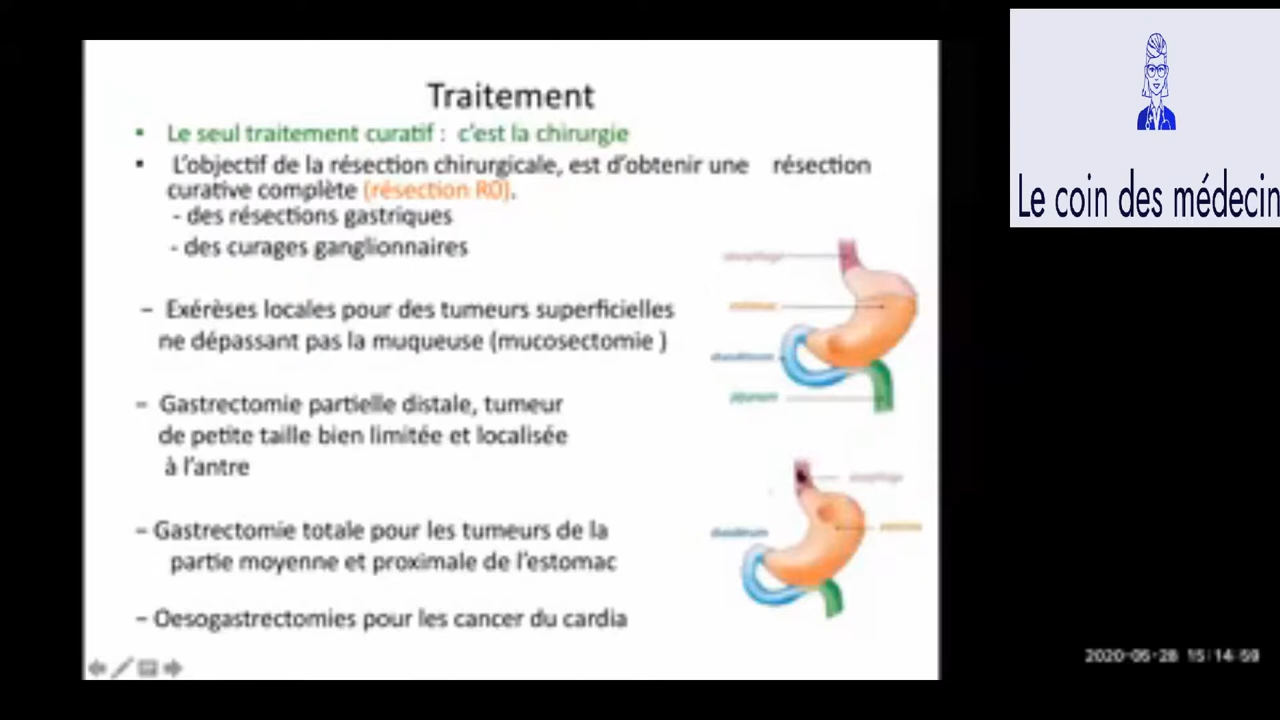 Traitement
• Le seul traitement curatif : c'est la chirurgie
• L'objectif de la résection chirurgicale, est d'obtenir une résection
curative complète (résection R0).
- des résections gastriques
- des curages ganglionnaires
– Exérèses locales pour des tumeurs superficielles
ne dépassant pas la muqueuse (mucosectomie )
– Gastrectomie partielle distale, tumeur
de petite taille bien limitée et localisée
à l'antre
– Gastrectomie totale pour les tumeurs de la
partie moyenne et proximale de l'estomac
– Oesogastrectomies pour les cancer du cardia
duodénum
jéjunum
duodénum
Le coin des médecin
2020-05-28 15:14:59